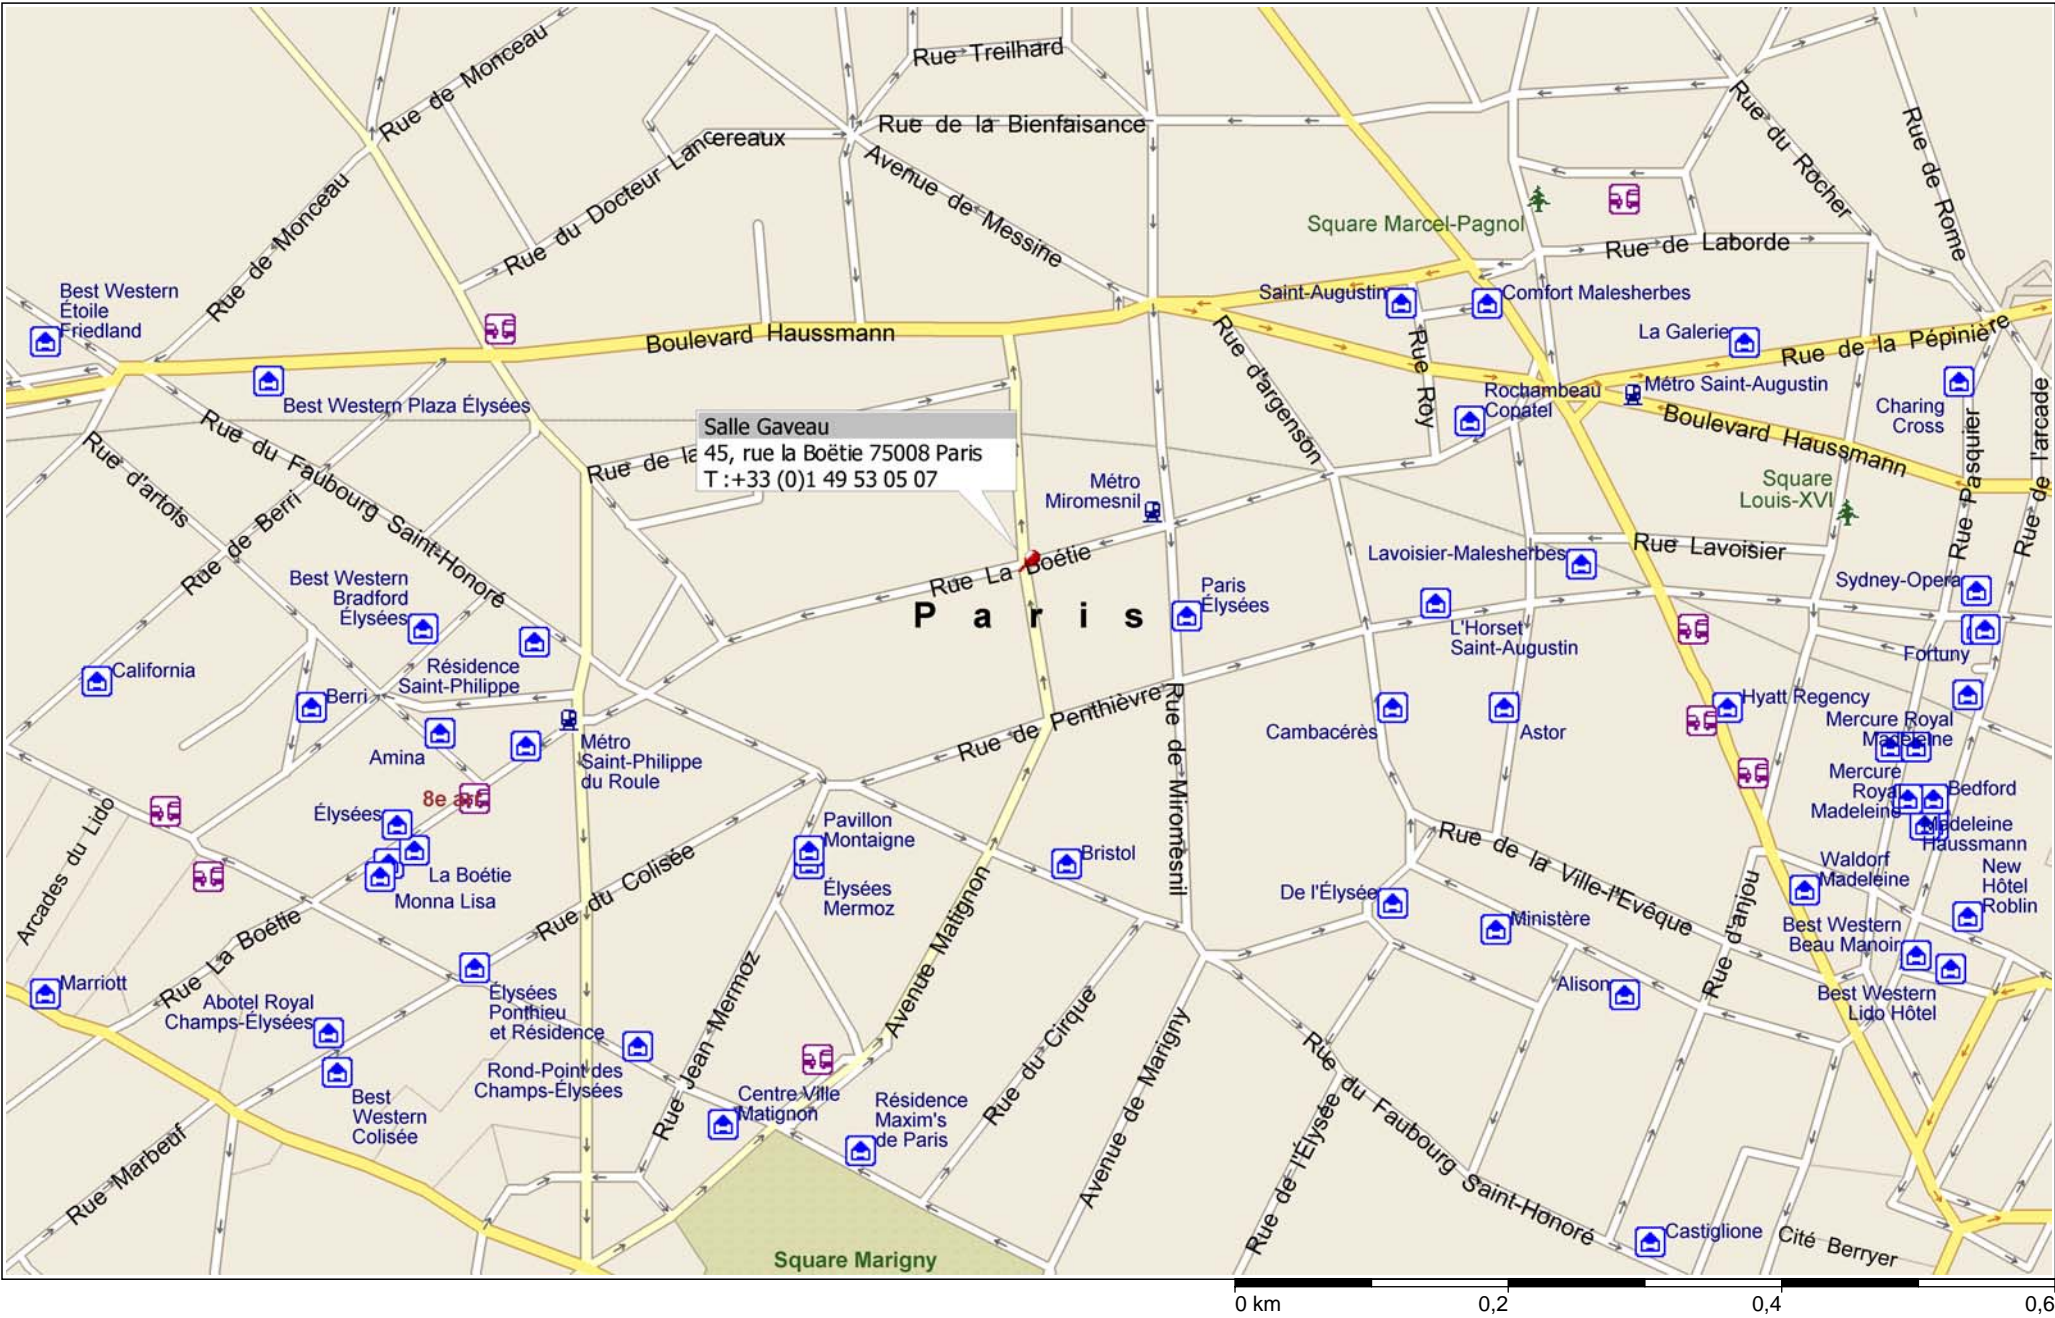 Rue de Monceau
Rue Treilhard
Rue de la Bienfaisance
Rue du Docteur Lancereaux
Avenue de Messine
Rue du Rocher
Rue de Rome
Rue de Monceau
Square Marcel-Pagnol
Rue de Laborde
Best Western
Étoile
Friedland
Saint-Augustin
Comfort Malesherbes
La Galerie
Rue de la Pépinière
Boulevard Haussmann
Rue d'argenson
Rue Roy
Rochambeau
Copatel
Métro Saint-Augustin
Boulevard Haussmann
Charing
Cross
Rue Pasquier
Rue de l'arcade
Best Western Plaza Élysées
Rue du Faubourg Saint-Honoré
Rue d'artois
Rue de Berri
Salle Gaveau
45, rue la Boëtie 75008 Paris
T :+33 (0)1 49 53 05 07
Rue de la
Métro
Miromesnil
Square
Louis-XVI
Rue Lavoisier
Lavoisier-Malesherbes
Rue La Boétie
Paris
Paris
Élysées
L'Horset
Saint-Augustin
Sydney-Opera
Fortuny
Best Western
Bradford
Élysées
Résidence
Saint-Philippe
California
Berri
Amina
Métro
Saint-Philippe
du Roule
Rue de Penthièvre
Rue de Miromesnil
Cambacérès
Astor
Hyatt Regency
Mercure Royal
Madeleine
Mercure
Royal
Madeleine
Bedford
Madeleine
Haussmann
8e arr
Élysées
La Boétie
Monna Lisa
Arcades du Lido
Rue La Boétie
Rue du Colisée
Pavillon
Montaigne
Élysées
Mermoz
Bristol
Rue de la Ville-l'Evêque
De l'Élysée
Ministère
Rue d'anjou
Waldorf
Madeleine
New
Hôtel
Roblin
Best Western
Beau Manoir
Best Western
Lido Hôtel
Alison
Marriott
Abotel Royal
Champs-Élysées
Élysées
Ponthieu
et Résidence
Rond-Point des
Champs-Élysées
Best
Western
Colisée
Rue Jean Mermoz
Avenue Matignon
Centre Ville
Matignon
Résidence
Maxim's
de Paris
Rue du Cirque
Avenue de Marigny
Rue de l'Élysée
Rue du Faubourg Saint-Honoré
Rue Marbeuf
Square Marigny
Castiglione
Cité Berryer
0 km
0,2
0,4
0,6